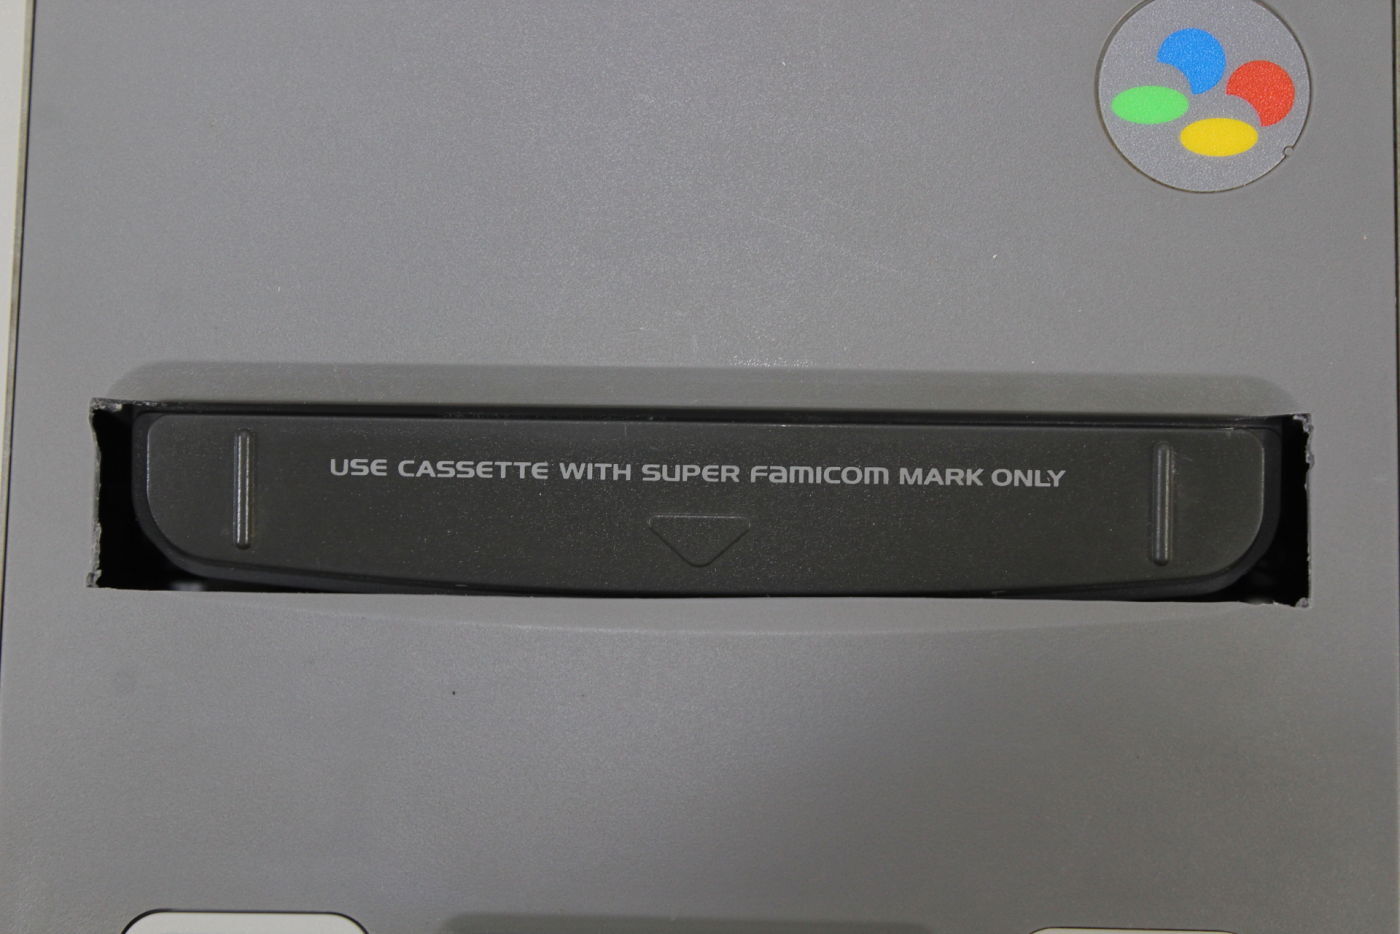 USE CASSETTE WITH SUPER FAMICOM MARK ONLY